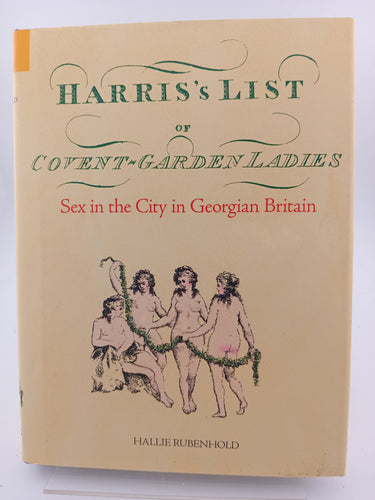 HARRIS's LIST
OF
COVENT-GARDEN LADIES
Sex in the City in Georgian Britain
HALLIE RUBENHOLD